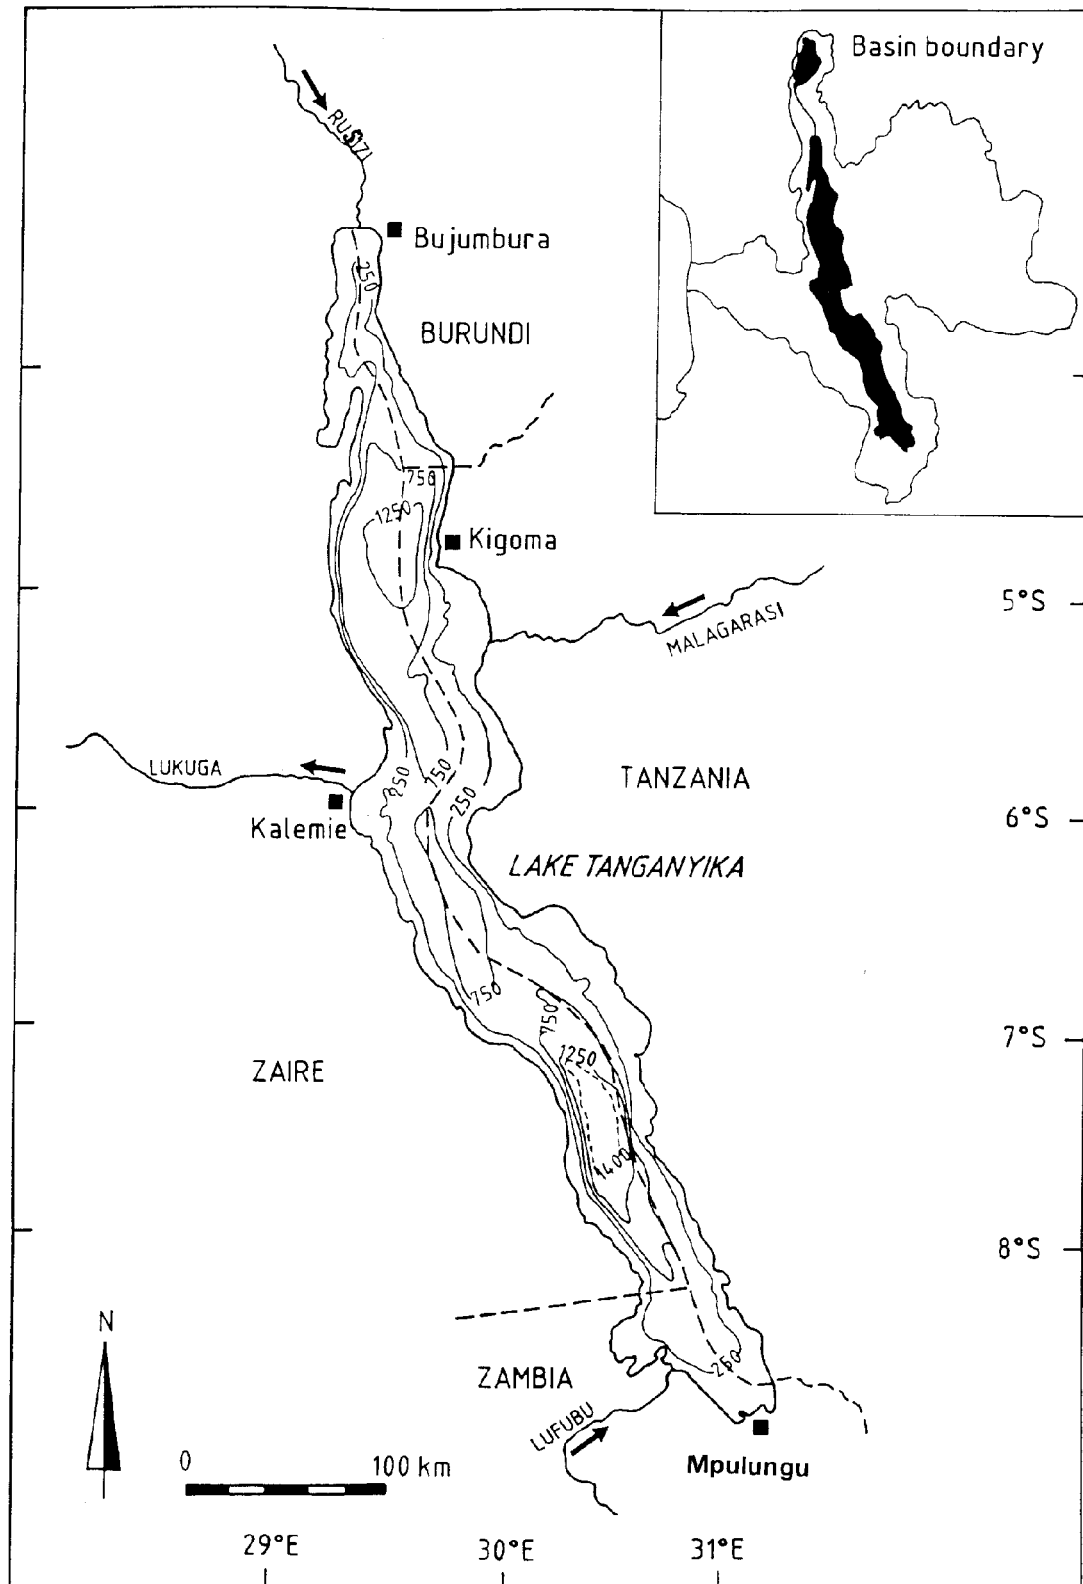 Basin boundary
RUSIZI
Bujumbura
250
BURUNDI
750
1250
Kigoma
5°S
MALAGARASI
LUKUGA
250
750
250
TANZANIA
Kalemie
6°S
LAKE TANGANYIKA
750
750
7°S
1250
ZAIRE
1400
8°S
N
250
ZAMBIA
LUFUBU
0
100 km
Mpulungu
29°E
30°E
31°E